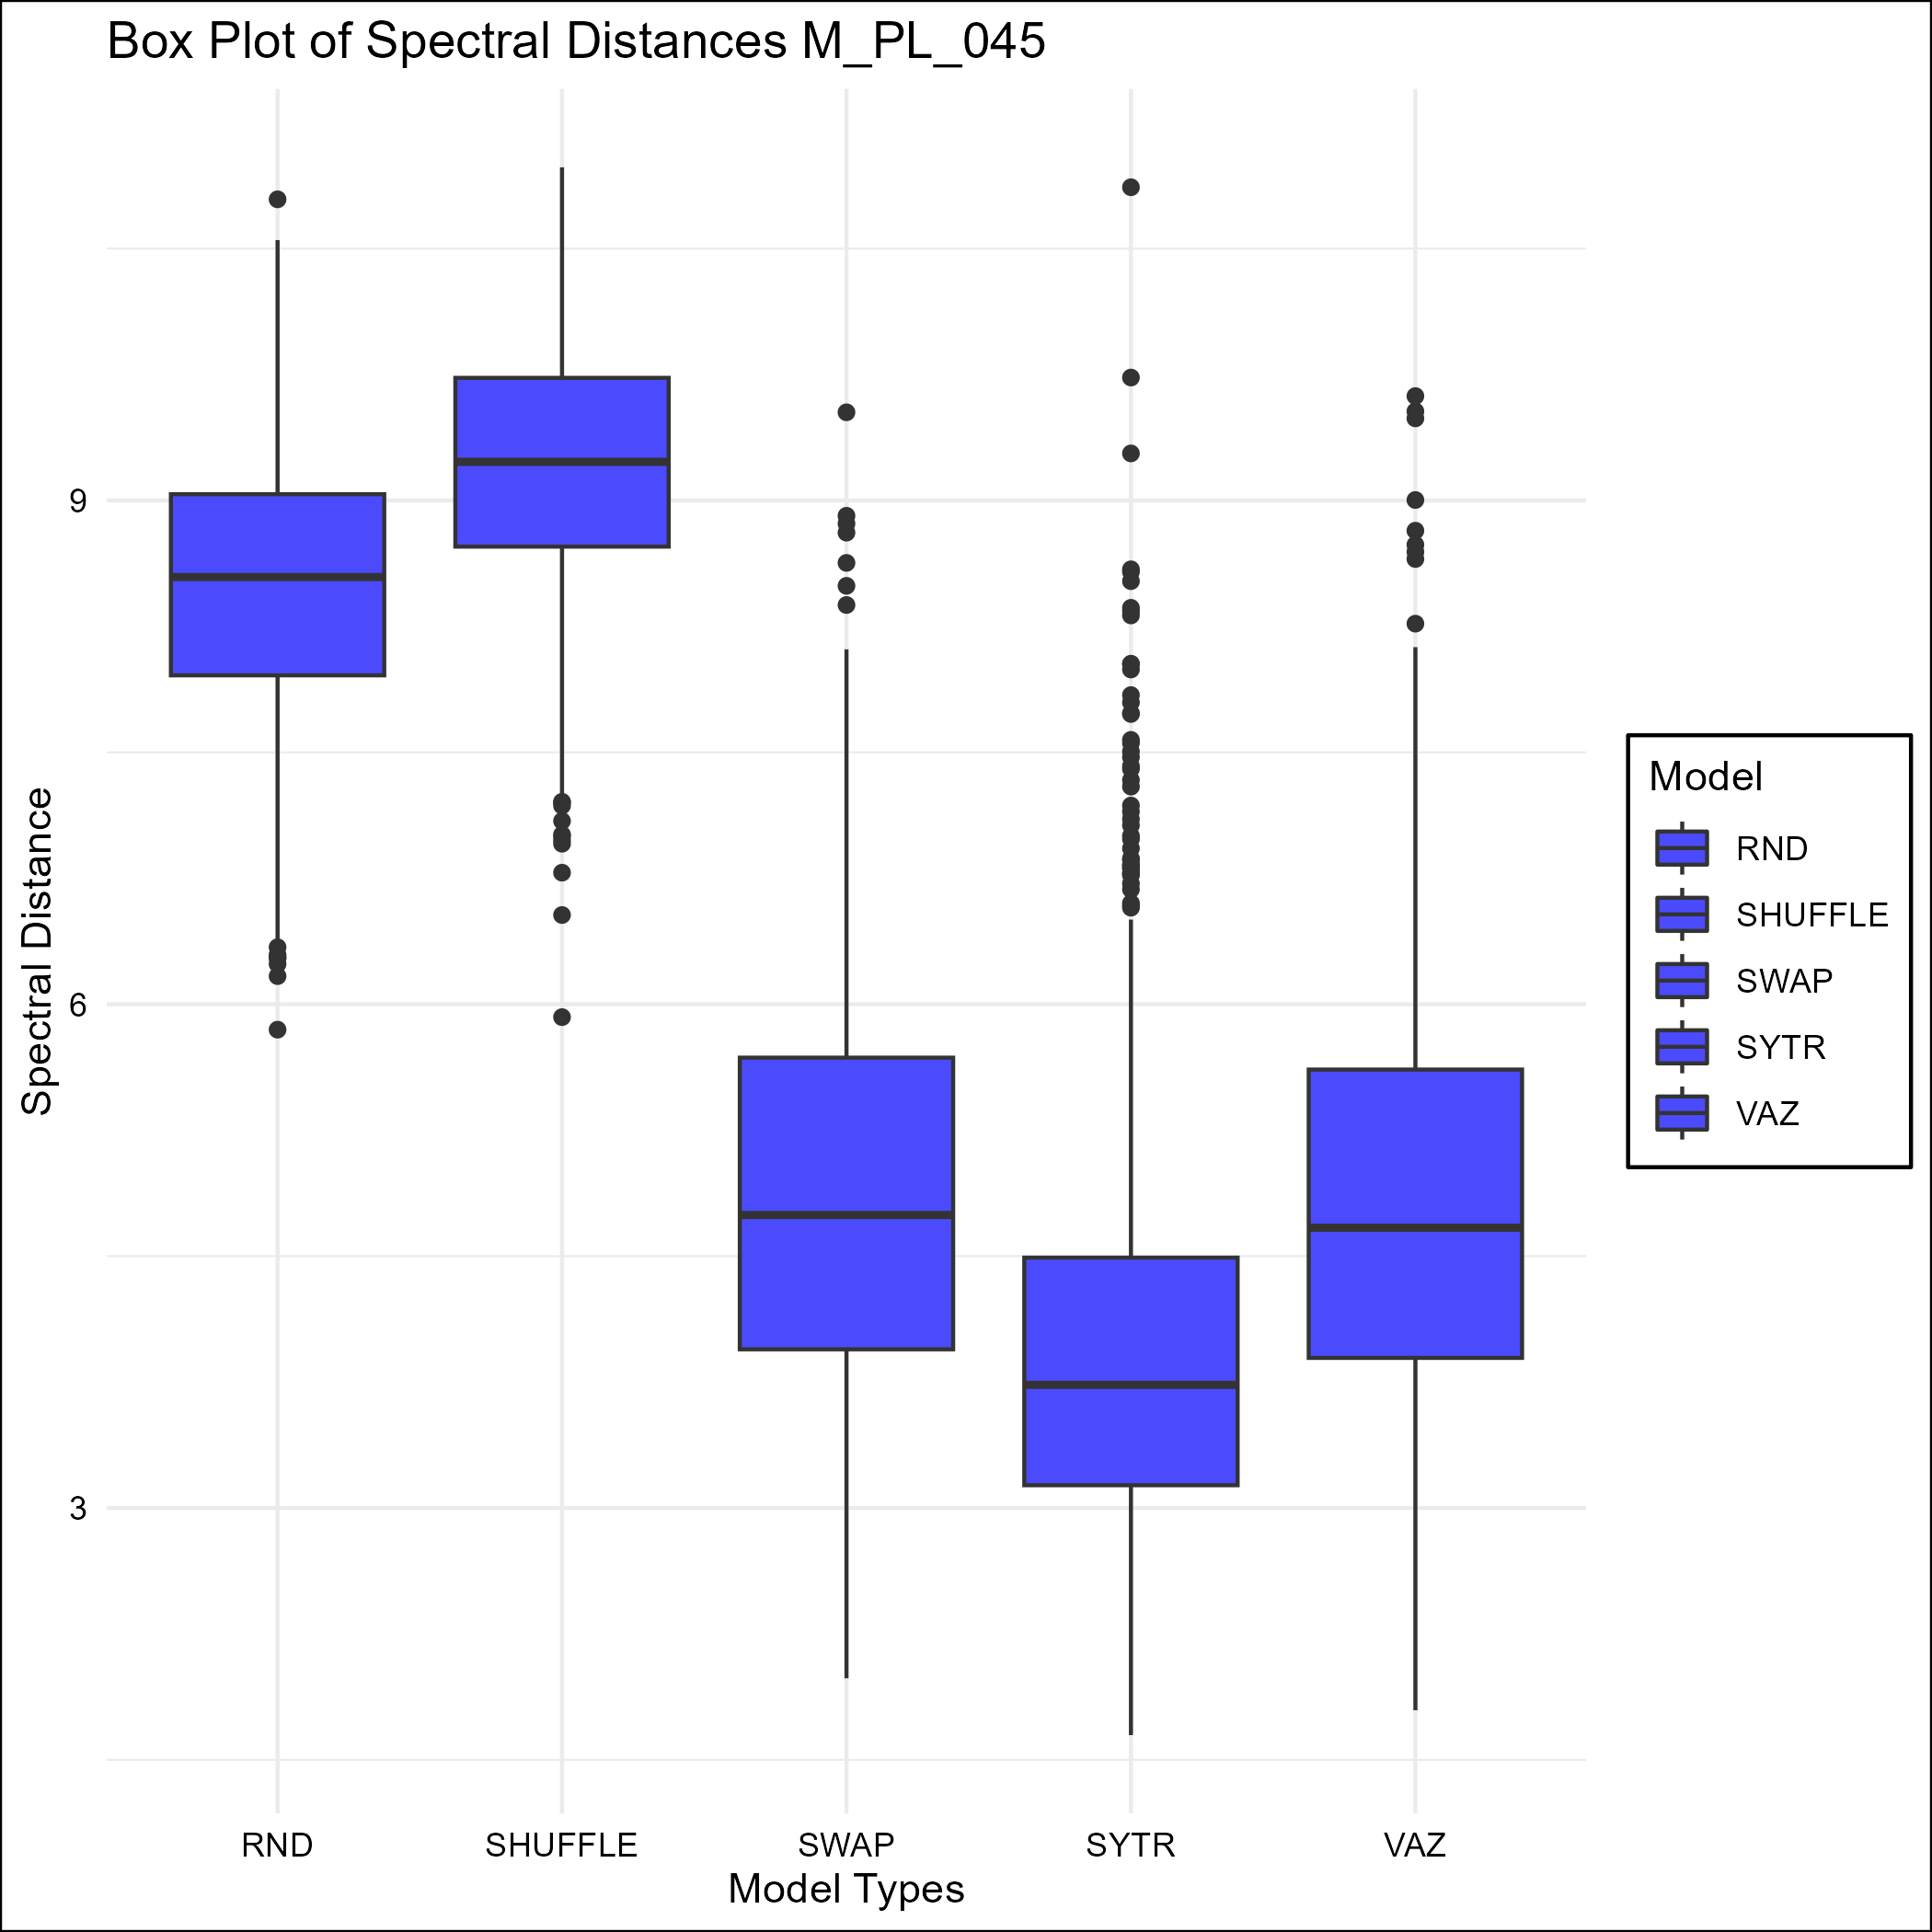 Box Plot of Spectral Distances M_PL_045
Spectral Distance
9
6
3
RND
SHUFFLE
SWAP
SYTR
VAZ
Model Types
Model
RND
SHUFFLE
SWAP
SYTR
VAZ